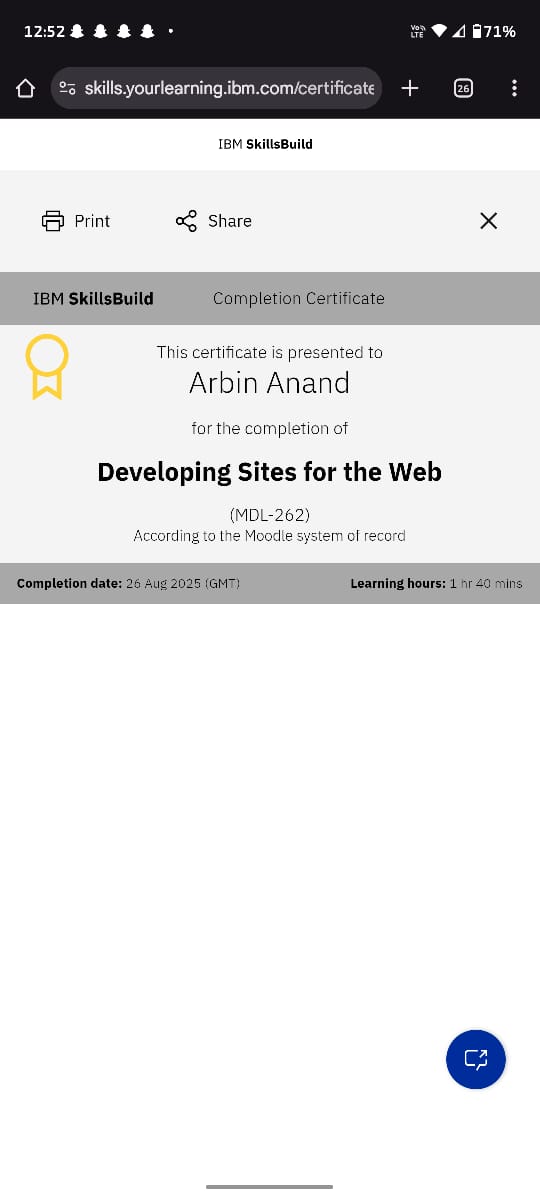 12:52
Vo
LTE
71%
skills.yourlearning.ibm.com/certificate
26
IBM SkillsBuild
Print
Share
IBM SkillsBuild
Completion Certificate
This certificate is presented to
Arbin Anand
for the completion of
Developing Sites for the Web
(MDL-262)
According to the Moodle system of record
Completion date: 26 Aug 2025 (GMT)
Learning hours: 1 hr 40 mins